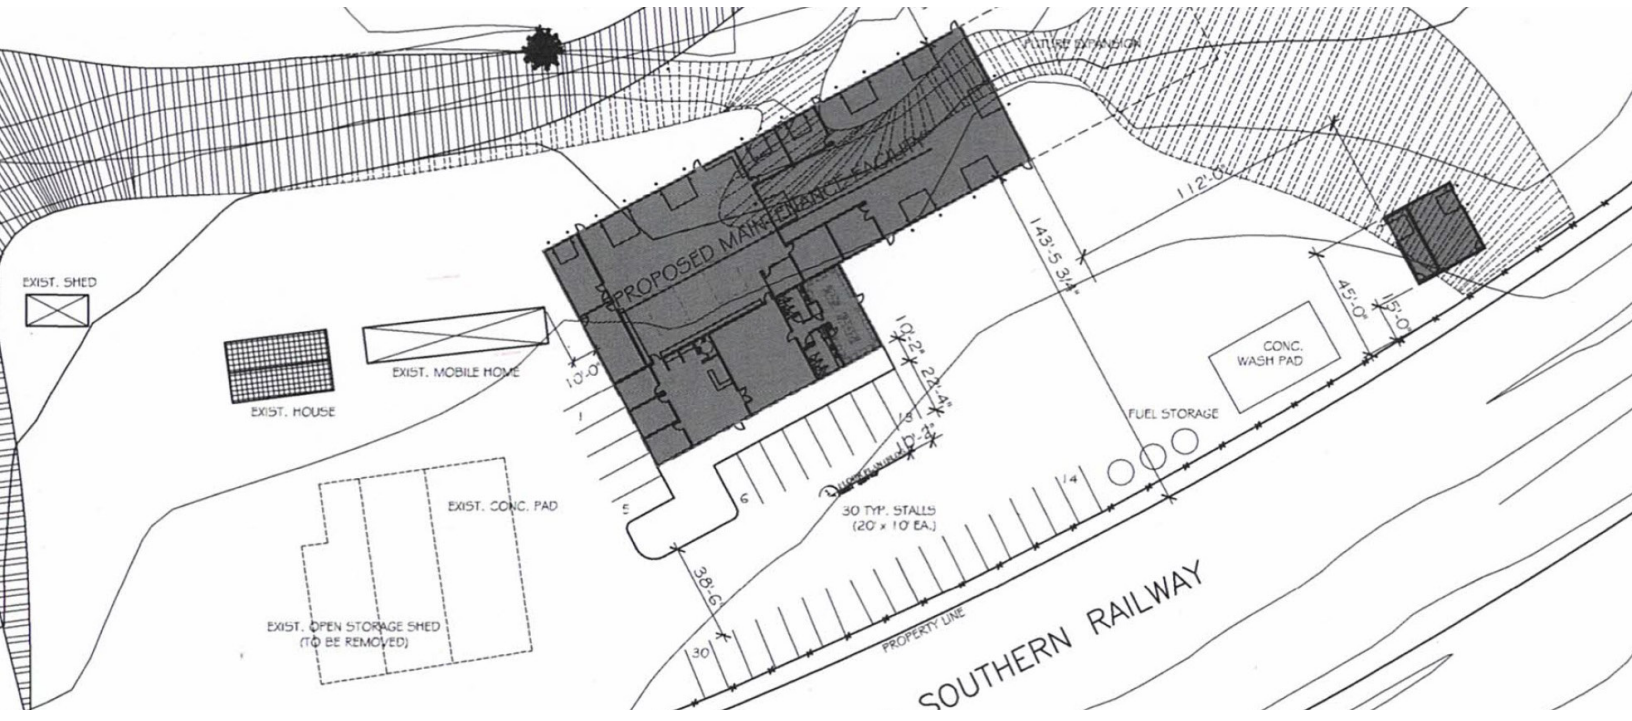 FUTURE EXPANSION
PROPOSED MAINTENANCE FACILITY
112'-0"
143'-5 3/4"
EXIST. SHED
45'-0"
15'-0"
CONC.
WASH PAD
EXIST. MOBILE HOME
10'-0"
EXIST. HOUSE
10'-2"
22'-4"
1
13
10'-2"
FUEL STORAGE
14
6
5
EXIST. CONC. PAD
30 TYP. STALLS
(20' x 10' EA.)
38'-6"
EXIST. OPEN STORAGE SHED
(TO BE REMOVED)
30
PROPERTY LINE
SOUTHERN RAILWAY